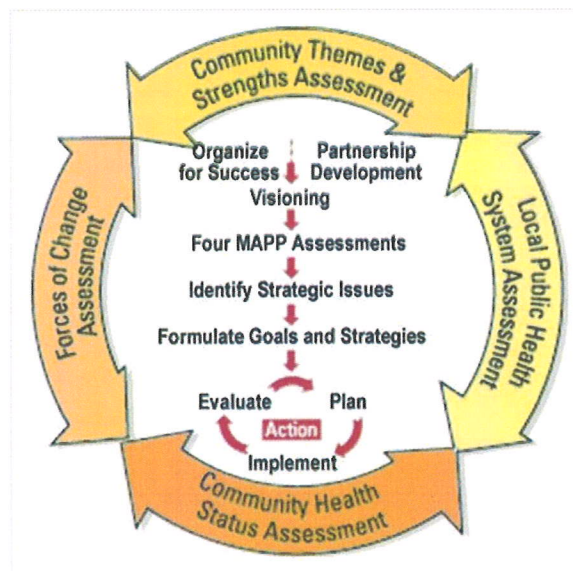 Community Themes &
Strengths Assessment
Organize
for Success
Partnership
Development
Visioning
Four MAPP Assessments
Identify Strategic Issues
Formulate Goals and Strategies
Evaluate
Plan
Action
Implement
Forces of Change
Assessment
Local Public Health
System Assessment
Community Health
Status Assessment